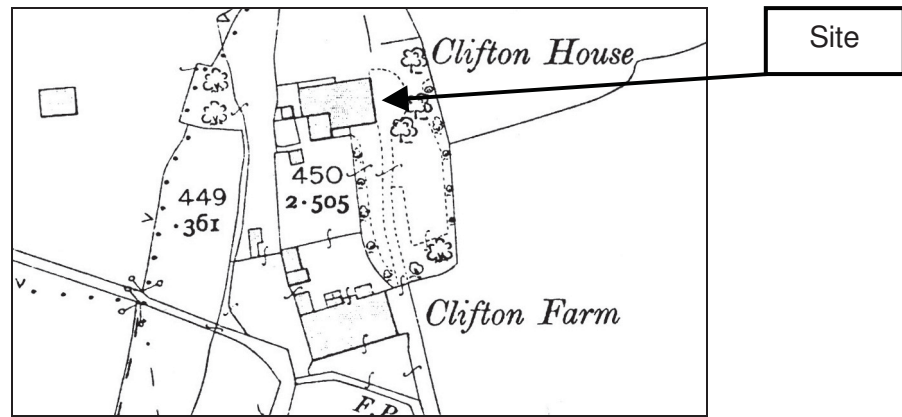 Site
Clifton House
450
2·505
449
·361
Clifton Farm
F.P.